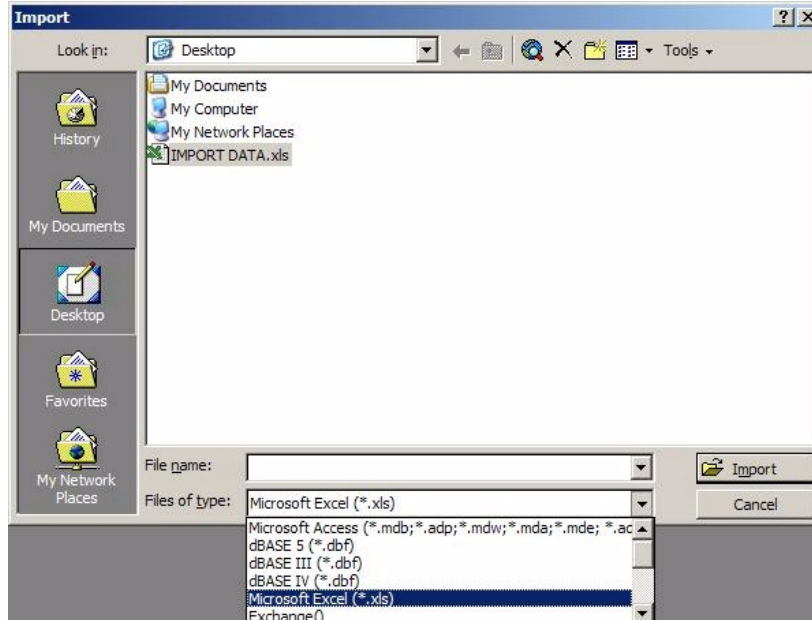 Import
Look in:
Desktop
Tools
History
My Documents
Desktop
Favorites
My Network
Places
My Documents
My Computer
My Network Places
IMPORT DATA.xls
File name:
Import
Files of type:
Microsoft Excel (*.xls)
Cancel
Microsoft Access (*.mdb;*.adp;*.mdw;*.mda;*.mde; *.ac
dBASE 5 (*.dbf)
dBASE III (*.dbf)
dBASE IV (*.dbf)
Microsoft Excel (*.xls)
Exchange()